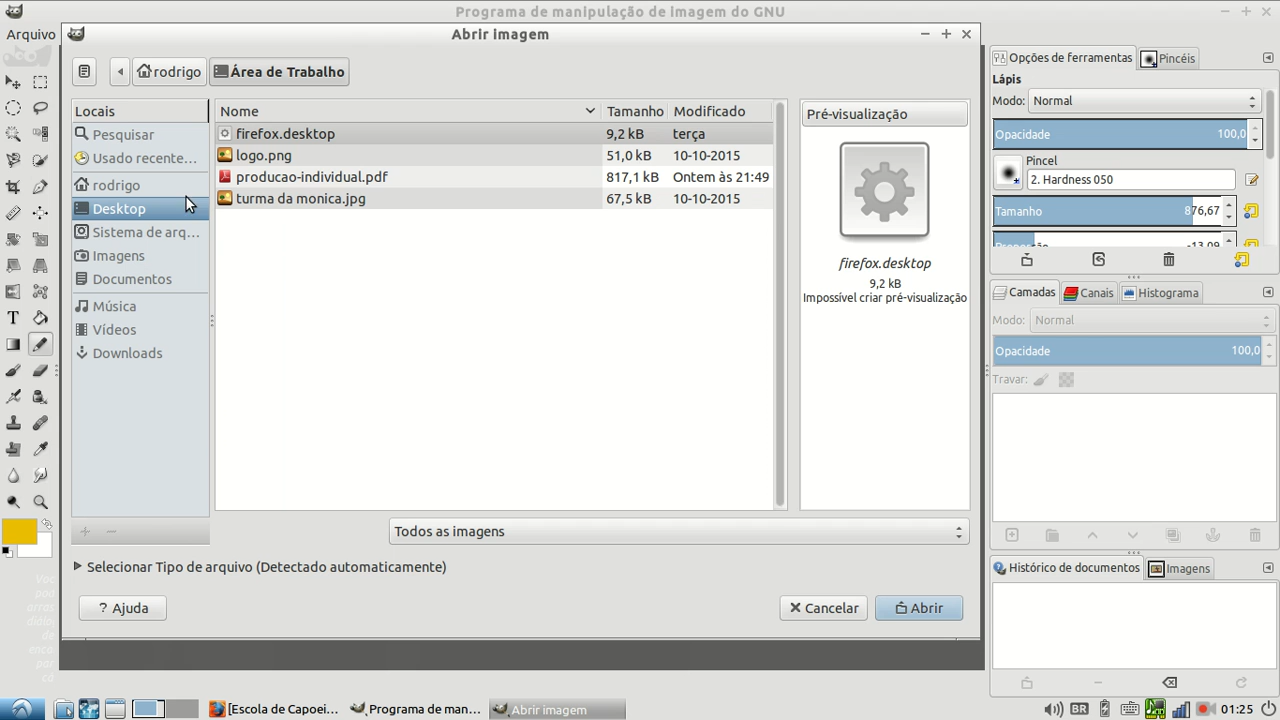 Programa de manipulação de imagem do GNU
Arquivo
Abrir imagem
rodrigo
Área de Trabalho
Locais
Pesquisar
Usado recente...
rodrigo
Desktop
Sistema de arq...
Imagens
Documentos
Música
Vídeos
Downloads
Nome Tamanho Modificado
firefox.desktop 9,2 kB terça
logo.png 51,0 kB 10-10-2015
producao-individual.pdf 817,1 kB Ontem às 21:49
turma da monica.jpg 67,5 kB 10-10-2015
Pré-visualização
firefox.desktop
9,2 kB
Impossível criar pré-visualização
Todos as imagens
Selecionar Tipo de arquivo (Detectado automaticamente)
? Ajuda
Cancelar
Abrir
Opções de ferramentas
Pincéis
Lápis
Modo: Normal
Opacidade 100,0
Pincel
2. Hardness 050
Tamanho 876,67
Camadas
Canais
Histograma
Modo: Normal
Opacidade 100,0
Travar:
Histórico de documentos
Imagens
[Escola de Capoei...
Programa de man...
Abrir imagem
BR
01:25